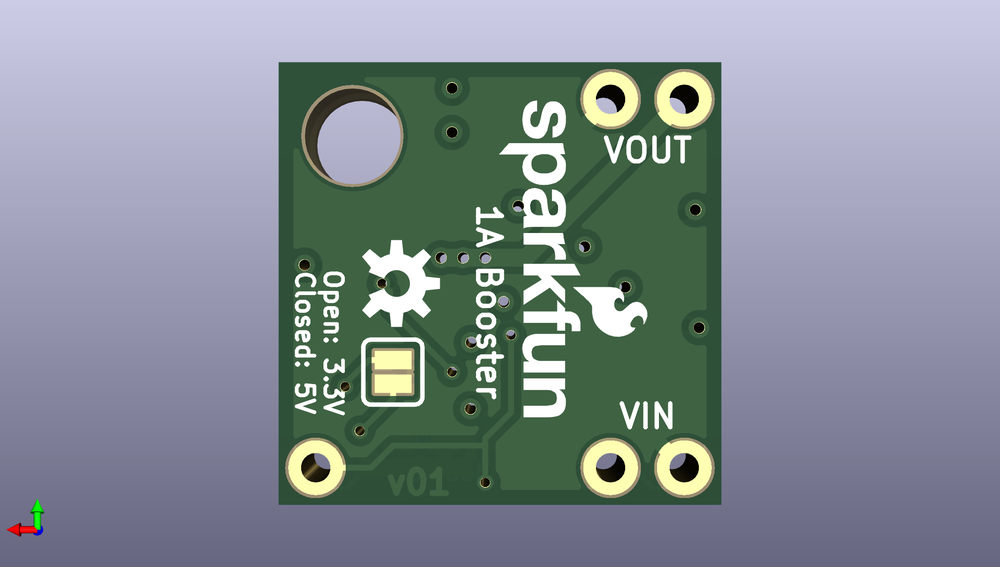 VOUT
sparkfun
1A Booster
Open: 3.3V
Closed: 5V
VIN
v01